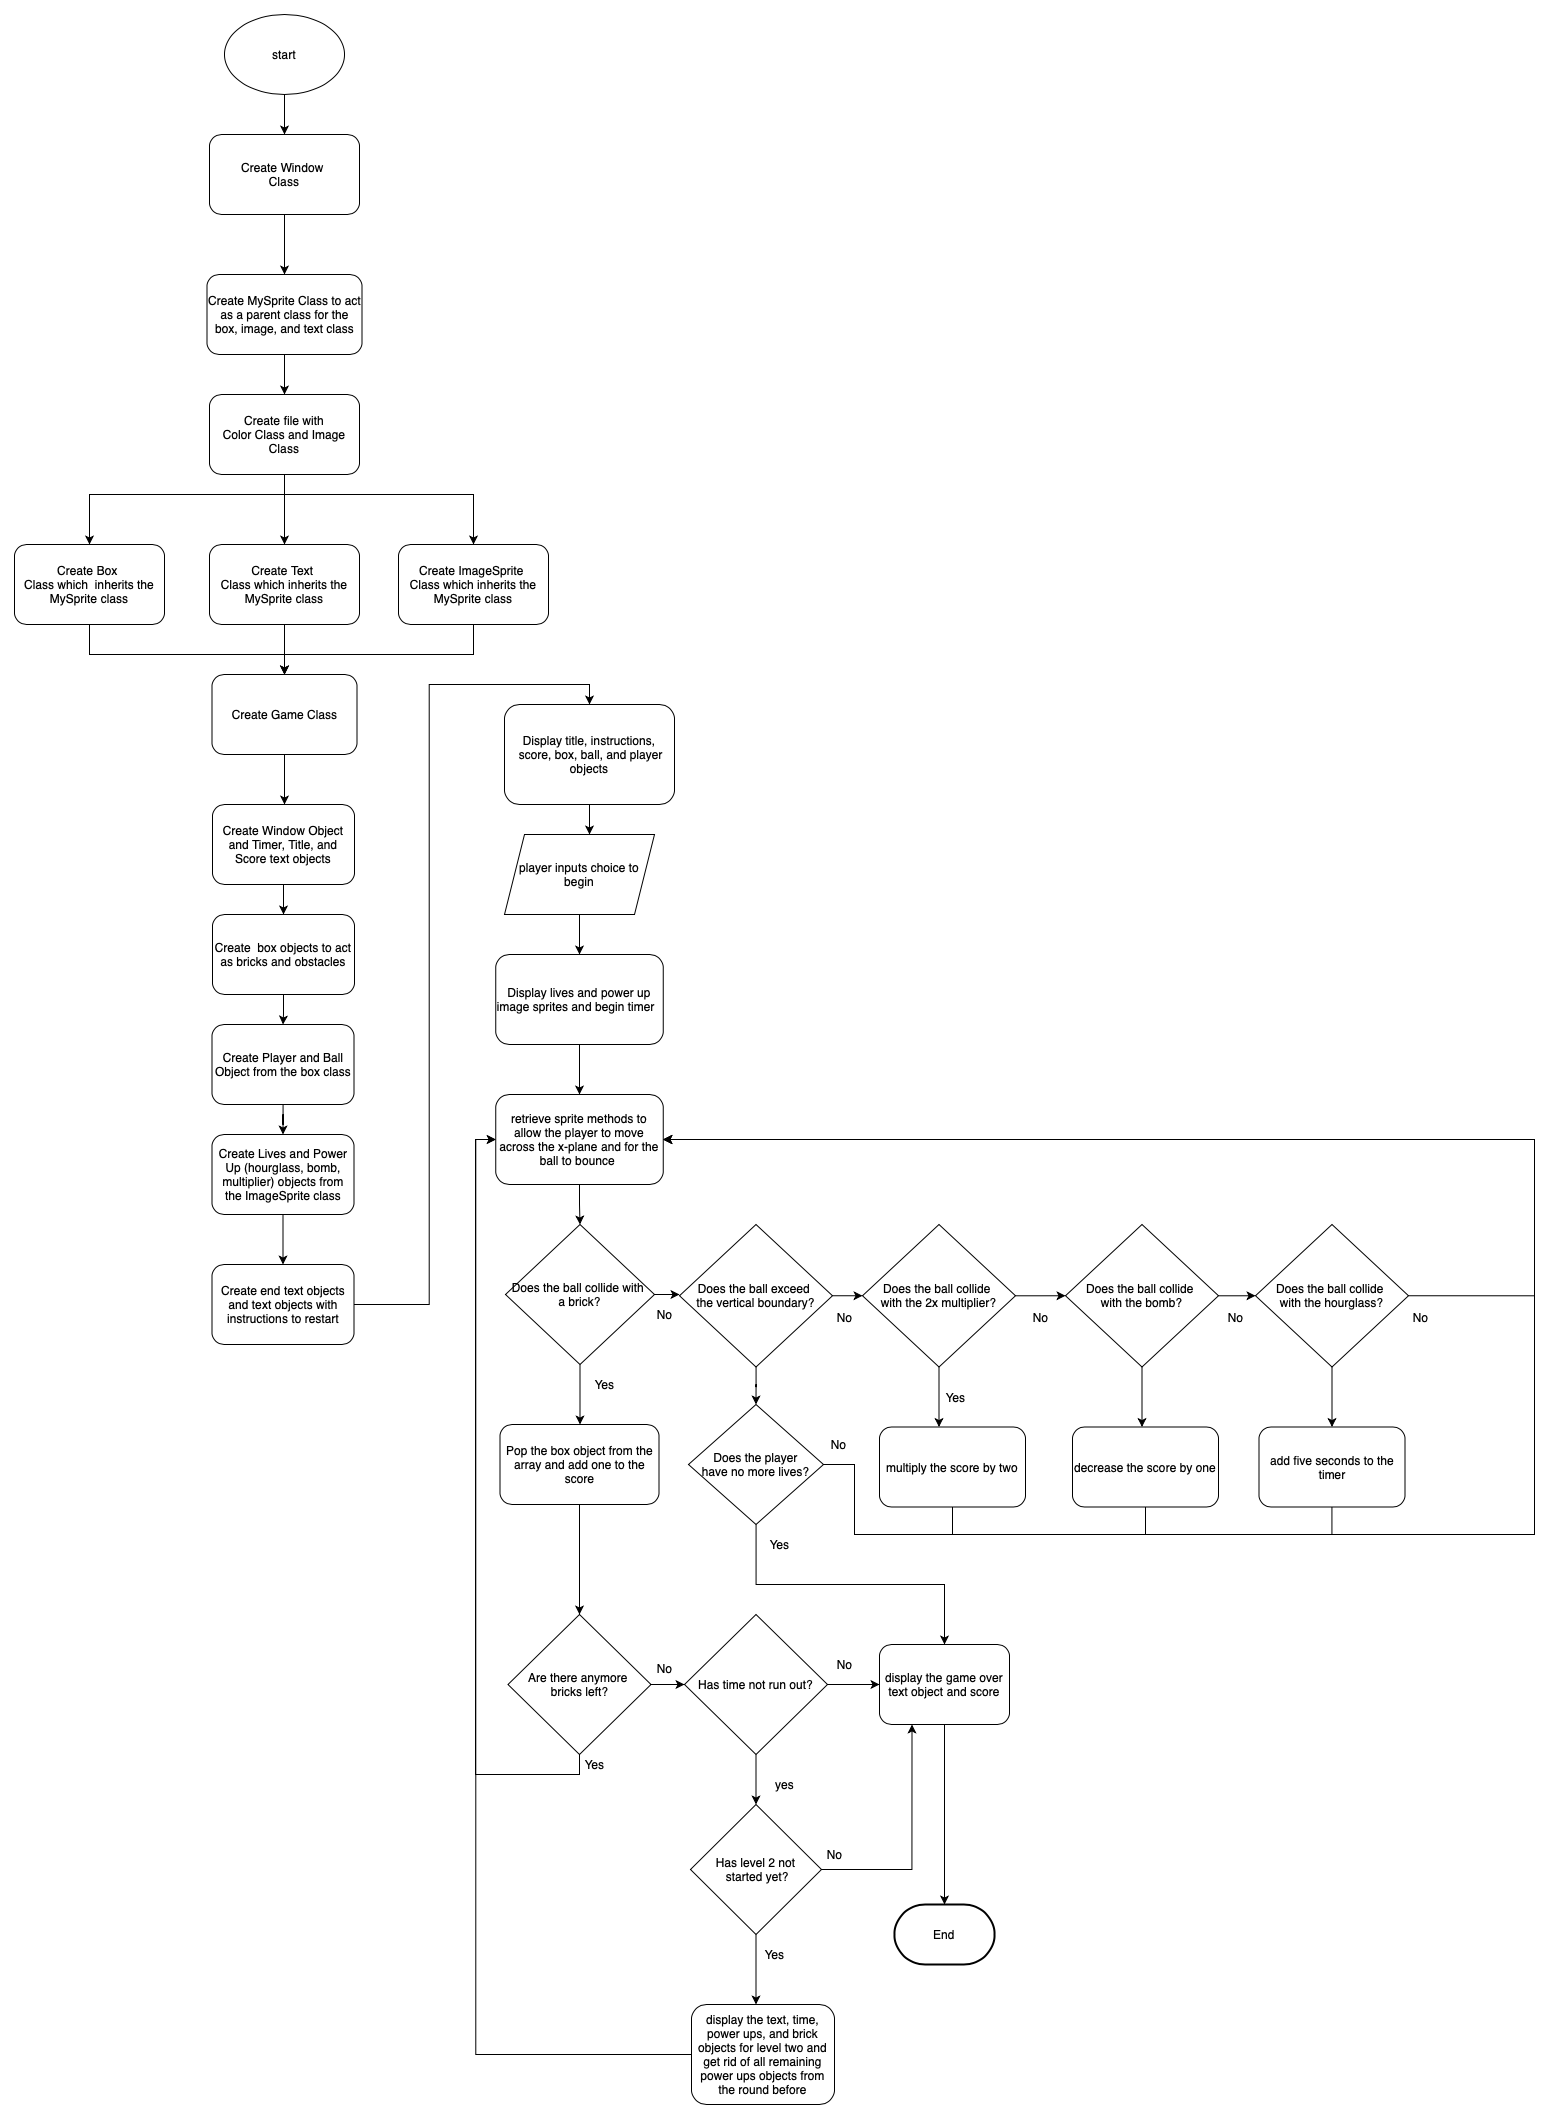 start
Create Window
Class
Create MySprite Class to act
as a parent class for the
box, image, and text class
Create file with
Color Class and Image
Class
Create Box
Class which  inherits the
MySprite class
Create Text
Class which inherits the
MySprite class
Create ImageSprite
Class which inherits the
MySprite class
Create Game Class
Create Window Object
and Timer, Title, and
Score text objects
Create  box objects to act
as bricks and obstacles
Create Player and Ball
Object from the box class
Create Lives and Power
Up (hourglass, bomb,
multiplier) objects from
the ImageSprite class
Create end text objects
and text objects with
instructions to restart
Display title, instructions,
score, box, ball, and player
objects
player inputs choice to
begin
Display lives and power up
image sprites and begin timer
retrieve sprite methods to
allow the player to move
across the x-plane and for the
ball to bounce
Does the ball collide with
a brick?
No
Does the ball exceed
the vertical boundary?
No
Does the ball collide
with the 2x multiplier?
No
Does the ball collide
with the bomb?
No
Does the ball collide
with the hourglass?
No
Yes
Yes
Pop the box object from the
array and add one to the
score
Does the player
have no more lives?
No
multiply the score by two
decrease the score by one
add five seconds to the
timer
Yes
Are there anymore
bricks left?
No
Has time not run out?
No
display the game over
text object and score
Yes
yes
Has level 2 not
started yet?
No
End
Yes
display the text, time,
power ups, and brick
objects for level two and
get rid of all remaining
power ups objects from
the round before